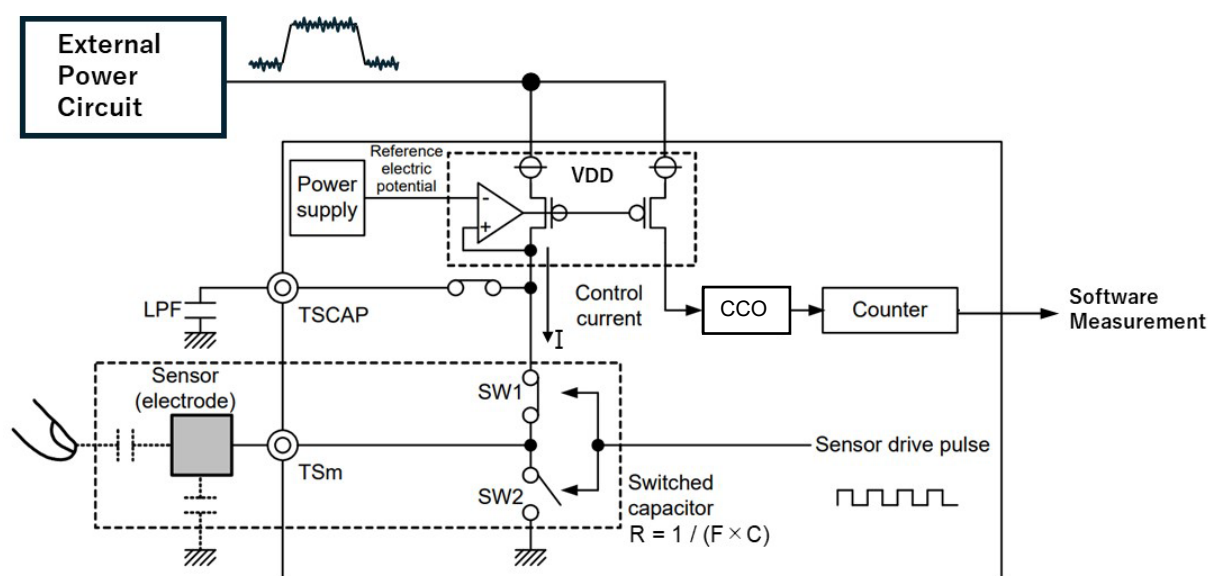 External
Power
Circuit
Reference
electric
potential
Power
supply
VDD
-
+
LPF
TSCAP
Control
current
I
CCO
Counter
Software
Measurement
Sensor
(electrode)
SW1
TSm
Sensor drive pulse
SW2
Switched
capacitor
R = 1 / (F × C)